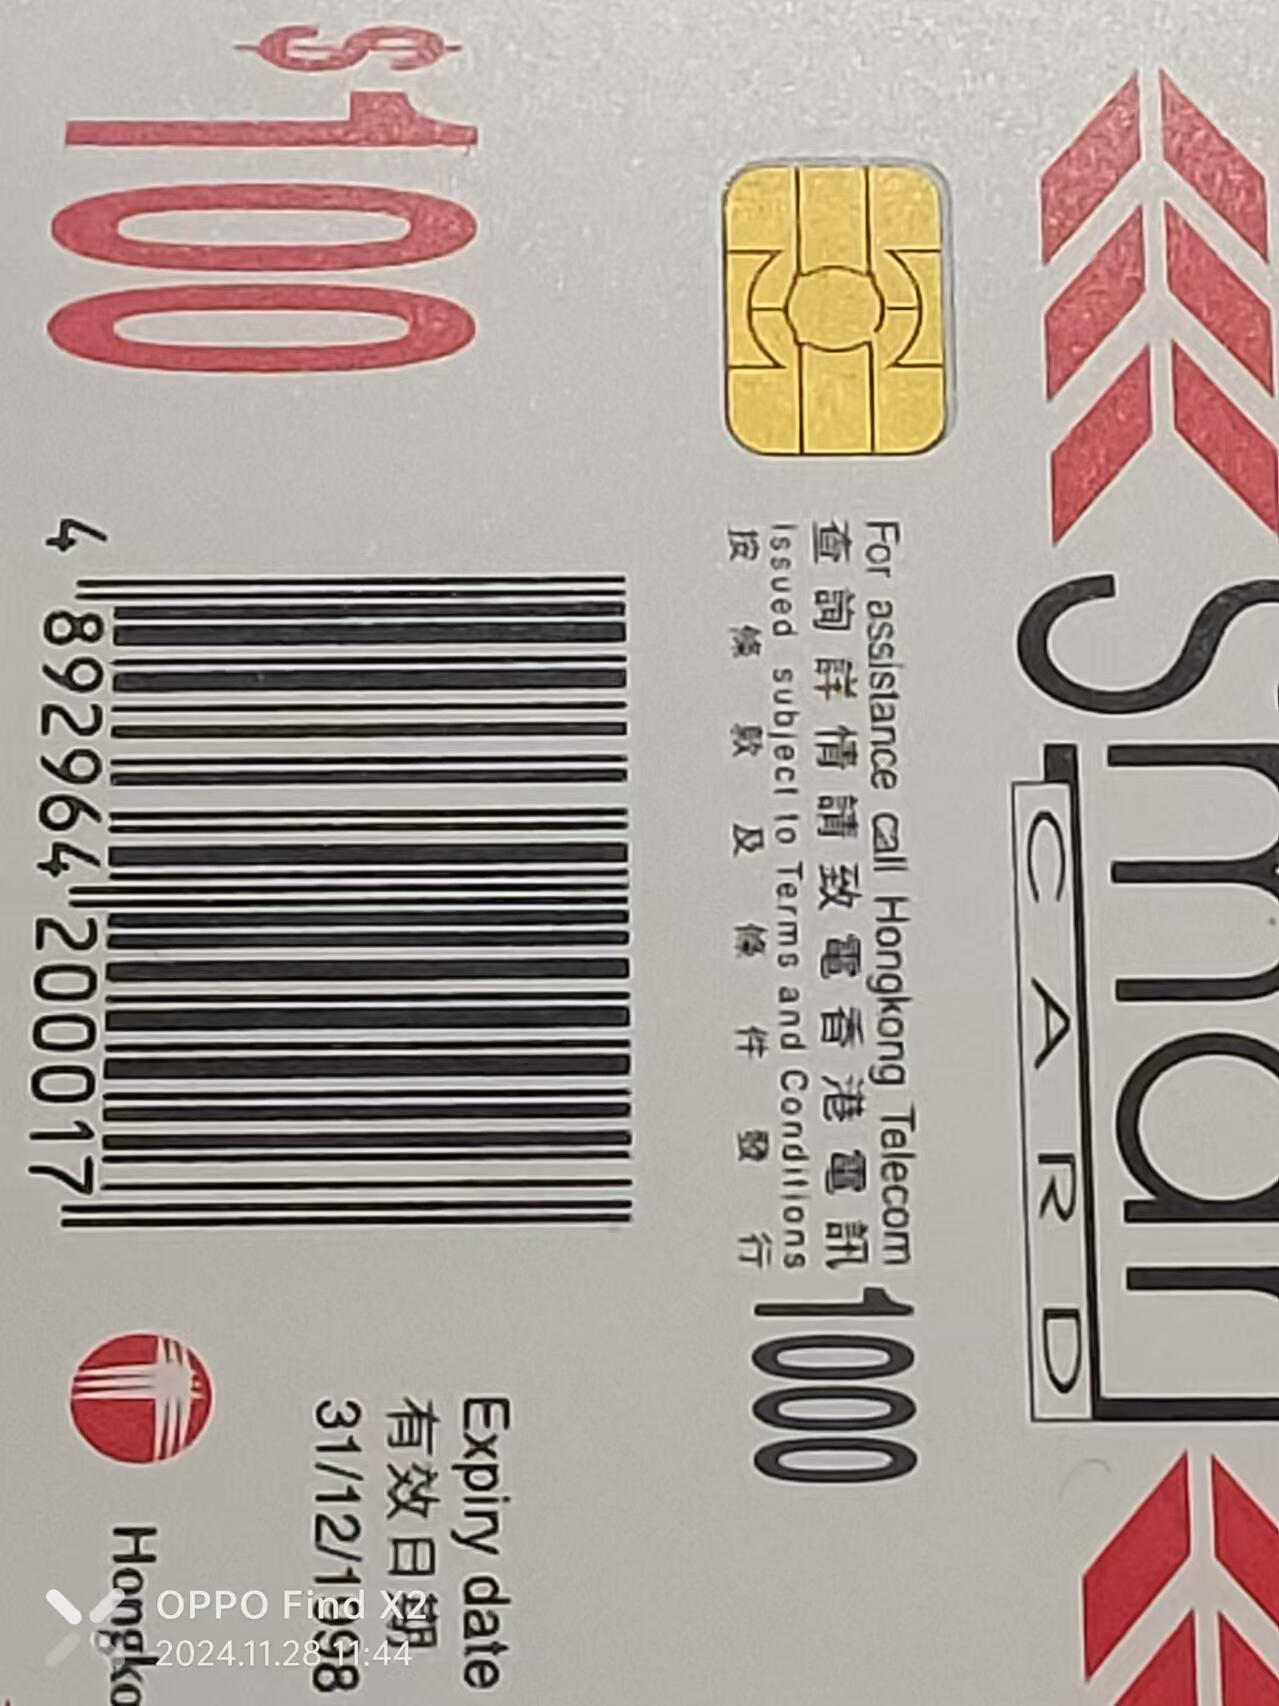 Smar
CARD
For assistance call Hongkong Telecom
查詢詳情請致電香港電訊
Issued subject to Terms and Conditions
按條款及條件發行
1000
Expiry date
有效日期
31/12/1998
$100
4 892964 200017
Hongko
OPPO Find X2
2024.11.28 11:44